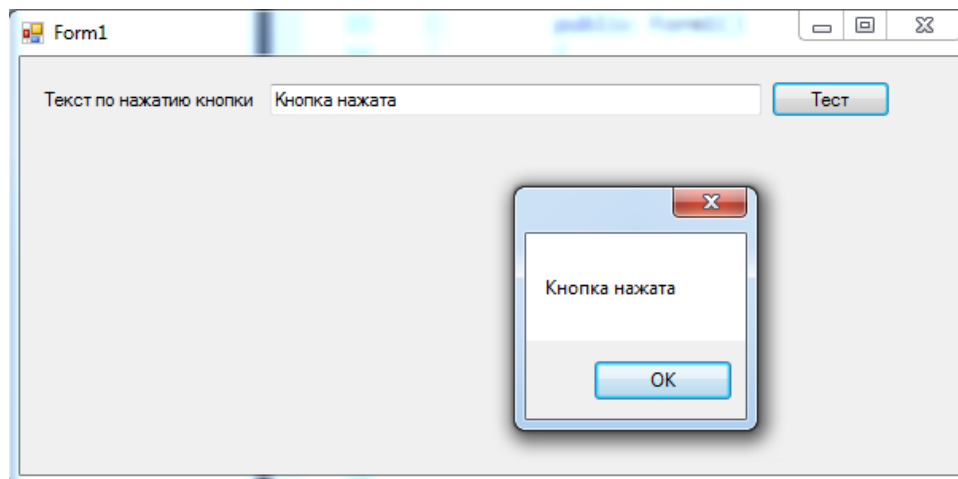 Form1
Текст по нажатию кнопки Кнопка нажата Тест
Кнопка нажата
OK